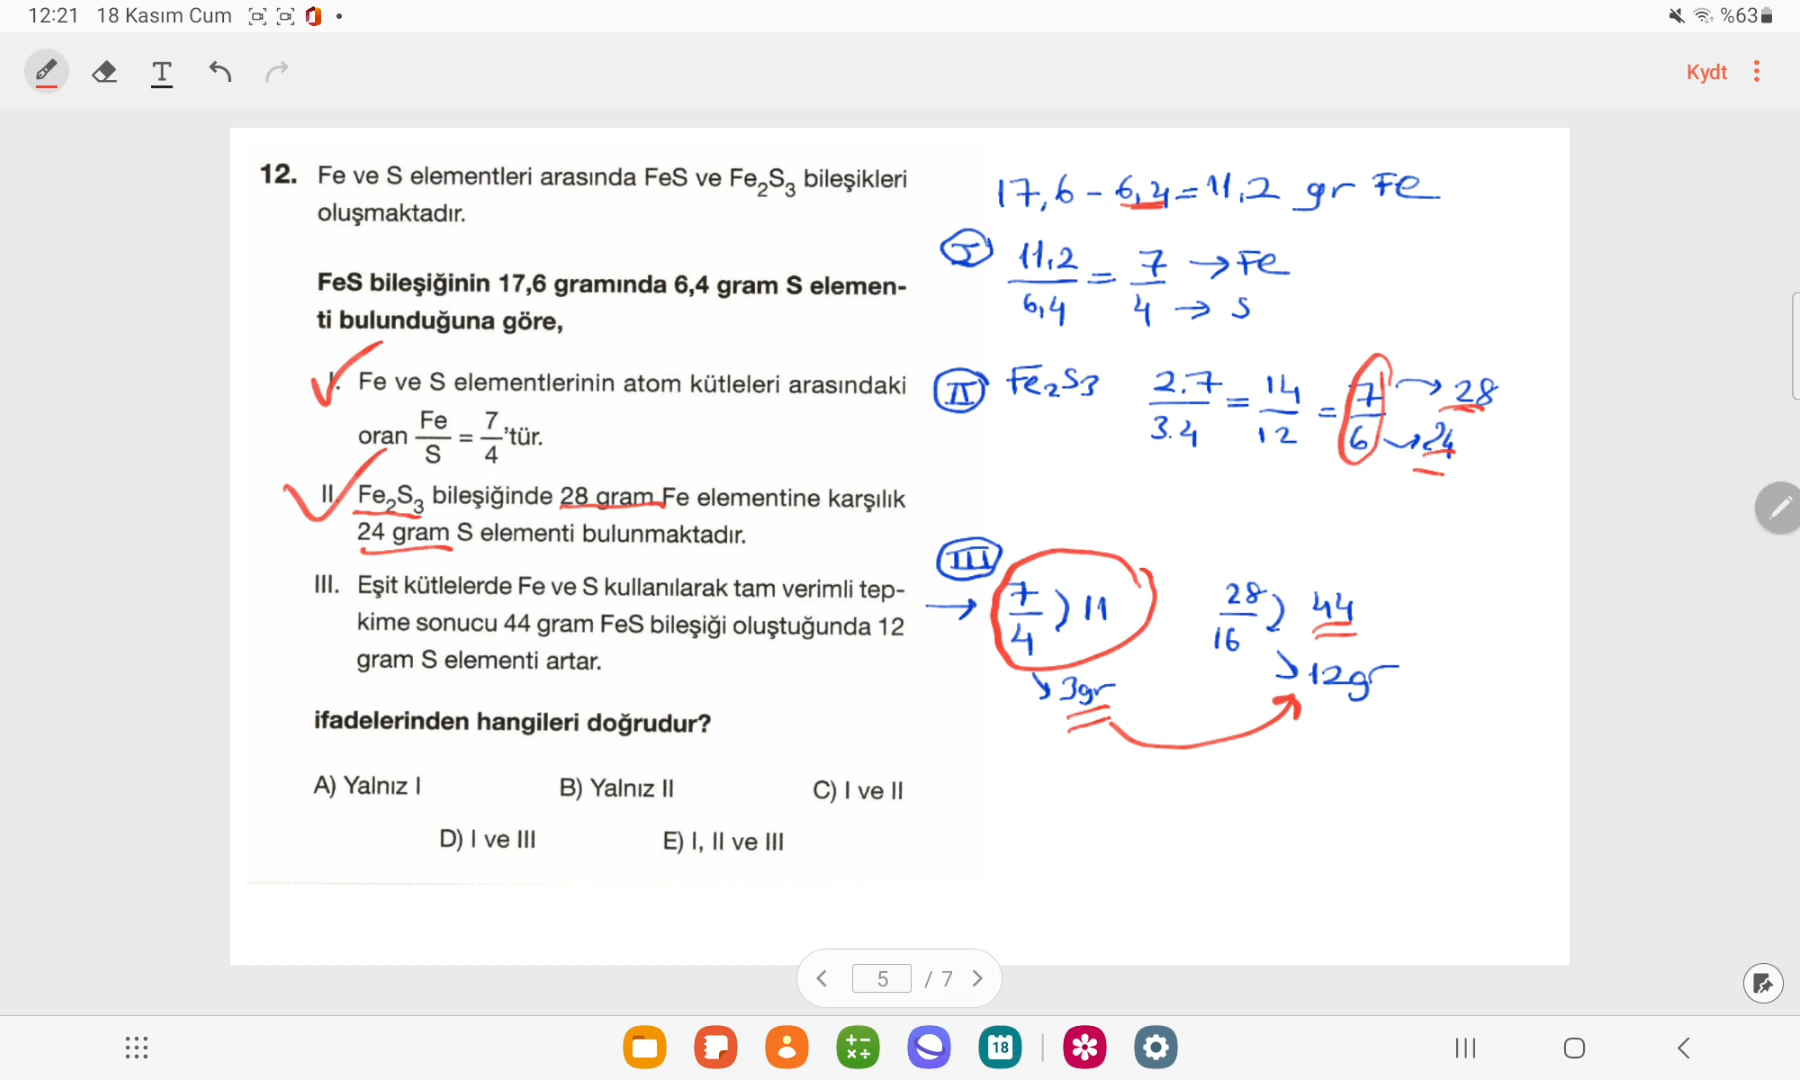 12:21 18 Kasım Cum
%63
Kydt
12. Fe ve S elementleri arasında FeS ve Fe₂S₃ bileşikleri
oluşmaktadır.
FeS bileşiğinin 17,6 gramında 6,4 gram S elemen-
ti bulunduğuna göre,
I. Fe ve S elementlerinin atom kütleleri arasındaki
oran Fe/S = 7/4'tür.
II. Fe₂S₃ bileşiğinde 28 gram Fe elementine karşılık
24 gram S elementi bulunmaktadır.
III. Eşit kütlelerde Fe ve S kullanılarak tam verimli tep-
kime sonucu 44 gram FeS bileşiği oluştuğunda 12
gram S elementi artar.
ifadelerinden hangileri doğrudur?
A) Yalnız I B) Yalnız II C) I ve II
D) I ve III E) I, II ve III
17,6 - 6,4 = 11,2 gr Fe
I 11,2/6,4 = 7/4 → Fe → S
II Fe₂S₃ 2.7/3.4 = 14/12 = 7/6 → 28 → 24
III
→ 7/4 ) 11 28/16 ) 44
↘ 3gr ↘ 12gr
5 / 7
18